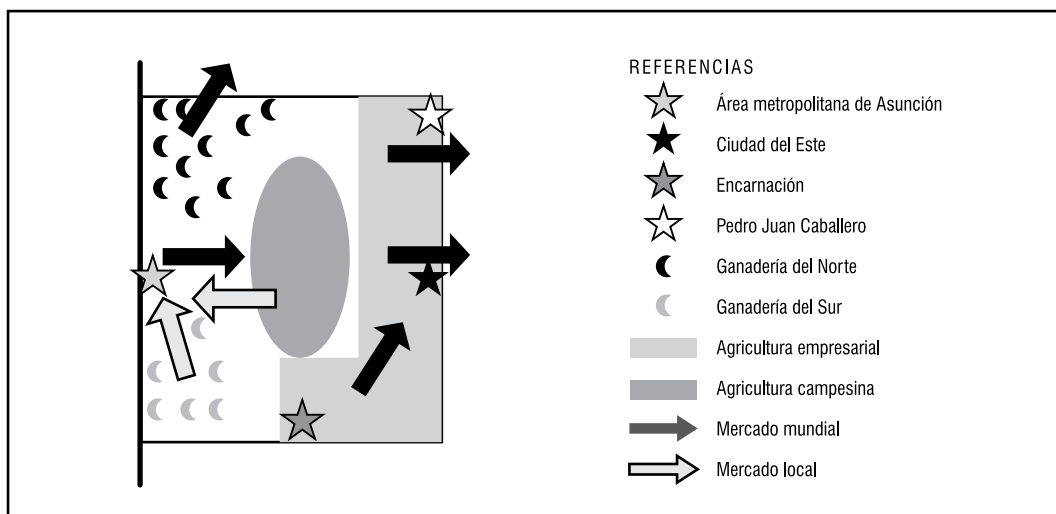 REFERENCIAS
Área metropolitana de Asunción
Ciudad del Este
Encarnación
Pedro Juan Caballero
Ganadería del Norte
Ganadería del Sur
Agricultura empresarial
Agricultura campesina
Mercado mundial
Mercado local